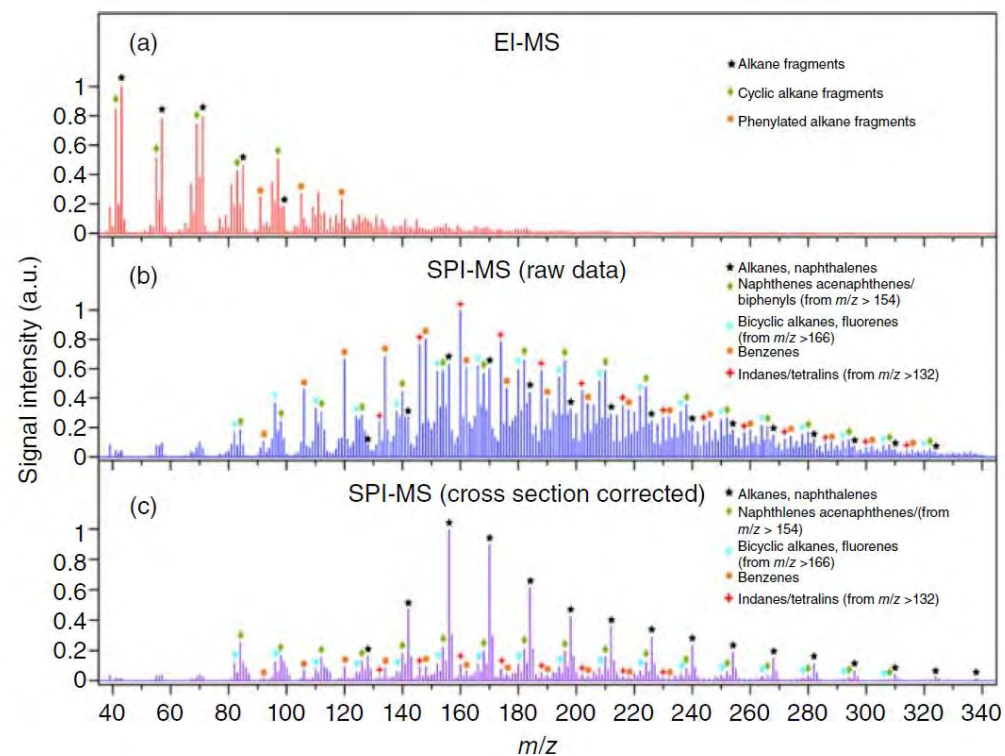 (a)
EI-MS
Alkane fragments
Cyclic alkane fragments
Phenylated alkane fragments
1
0.8
0.6
0.4
0.2
0
(b)
SPI-MS (raw data)
Alkanes, naphthalenes
Naphthenes acenaphthenes/
biphenyls (from m/z > 154)
Bicyclic alkanes, fluorenes
(from m/z >166)
Benzenes
Indanes/tetralins (from m/z >132)
1
0.8
0.6
0.4
0.2
0
Signal intensity (a.u.)
(c)
SPI-MS (cross section corrected)
Alkanes, naphthalenes
Naphthlenes acenaphthenes/(from
m/z > 154)
Bicyclic alkanes, fluorenes
(from m/z >166)
Benzenes
Indanes/tetralins (from m/z >132)
1
0.8
0.6
0.4
0.2
0
40 60 80 100 120 140 160 180 200 220 240 260 280 300 320 340
m/z